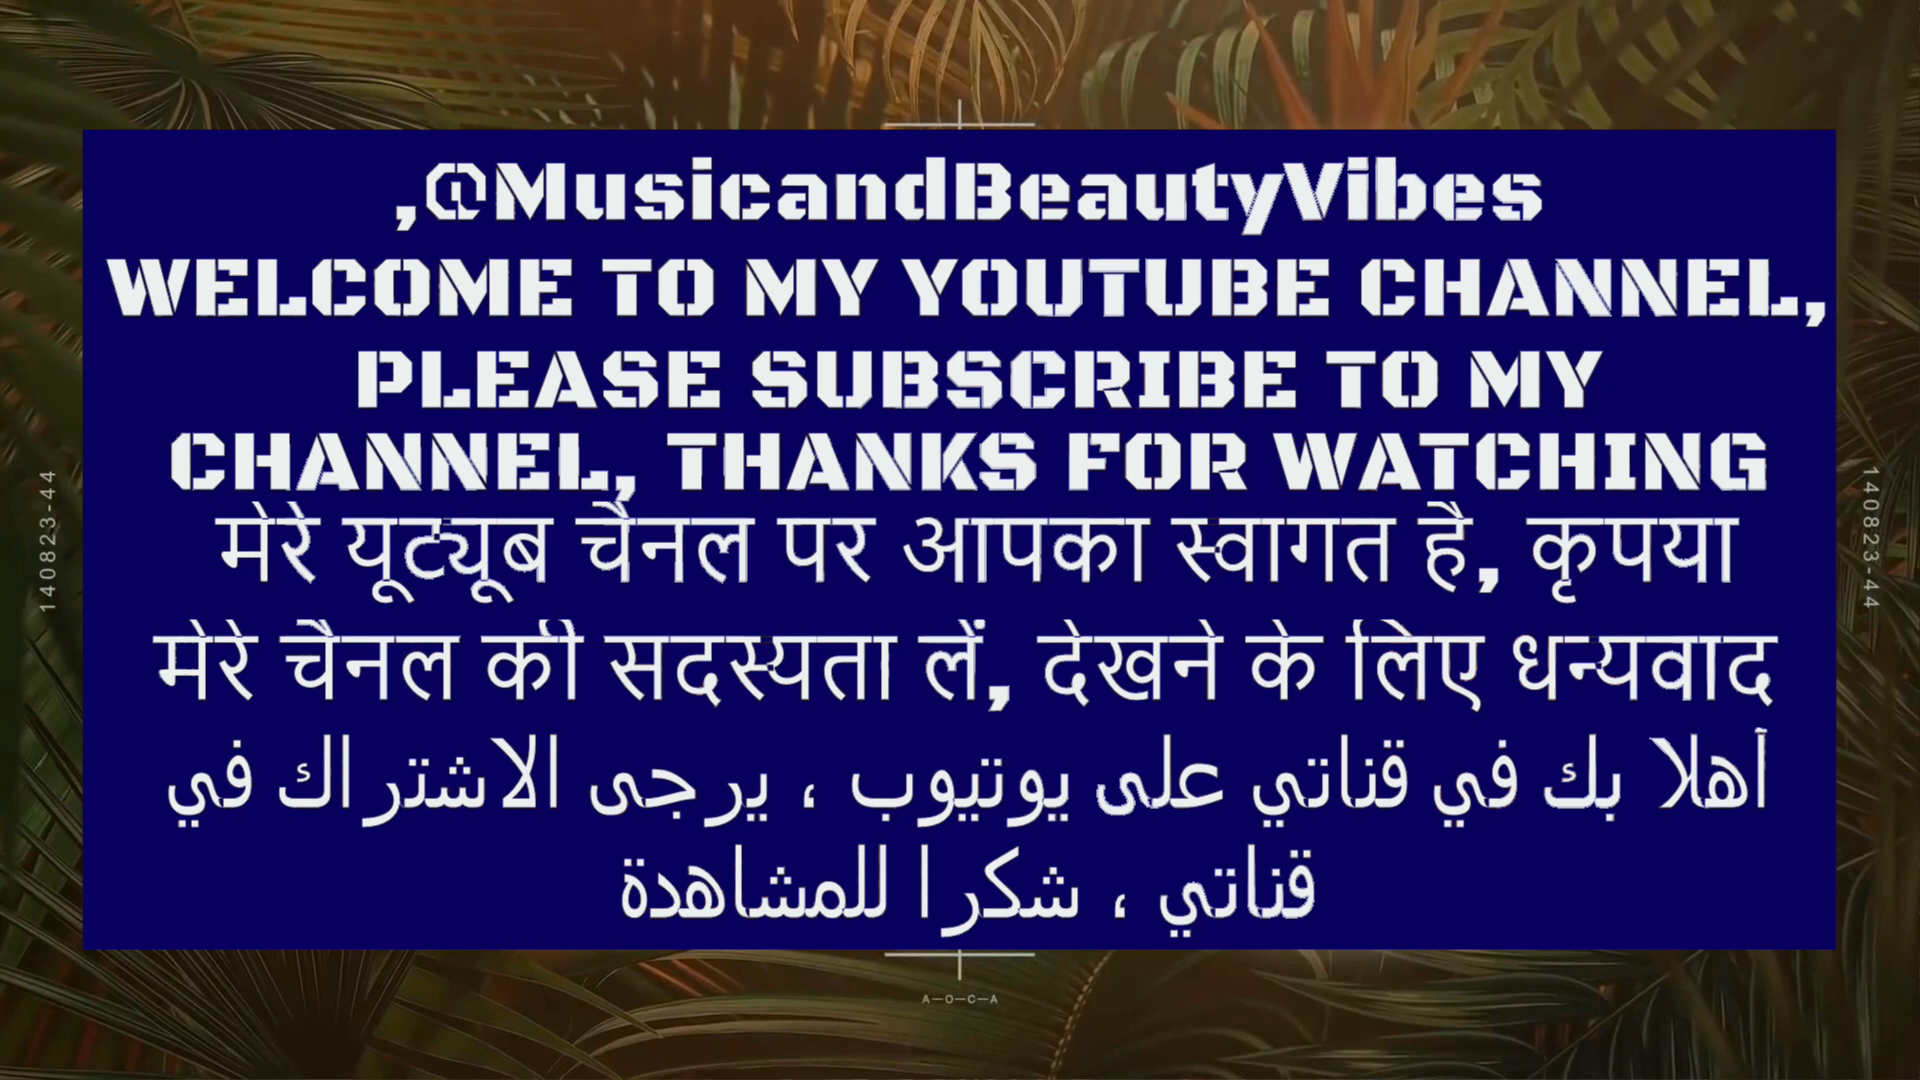 ,@MusicandBeautyVibes
WELCOME TO MY YOUTUBE CHANNEL,
PLEASE SUBSCRIBE TO MY
CHANNEL, THANKS FOR WATCHING
मेरे यूट्यूब चैनल पर आपका स्वागत है, कृपया
मेरे चैनल की सदस्यता लें, देखने के लिए धन्यवाद
أهلا بك في قناتي على يوتيوب ، يرجى الاشتراك في
قناتي ، شكرا للمشاهدة
140823-44
140823-44
A—O—C—A